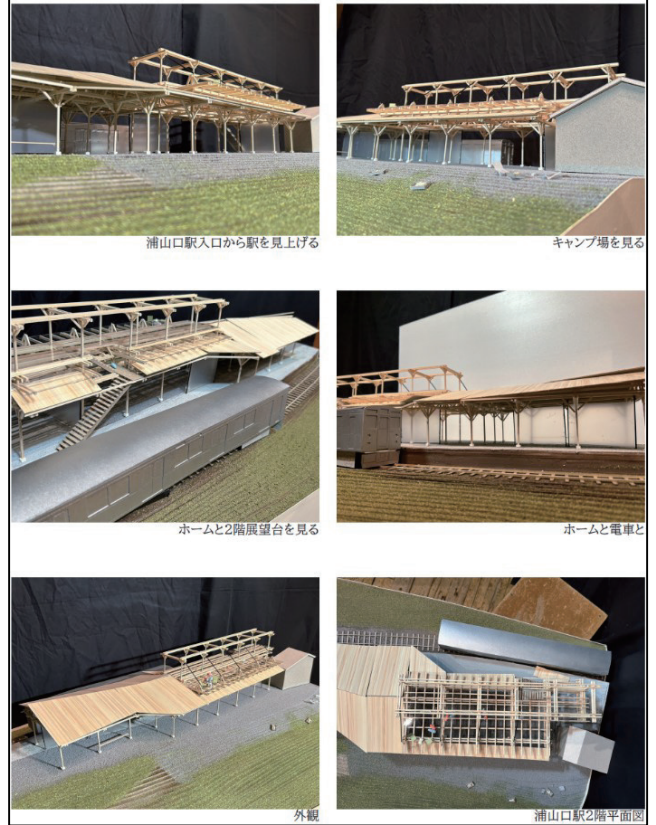 浦山口駅入口から駅を見上げる
キャンプ場を見る
ホームと2階展望台を見る
ホームと電車と
外観
浦山口駅2階平面図